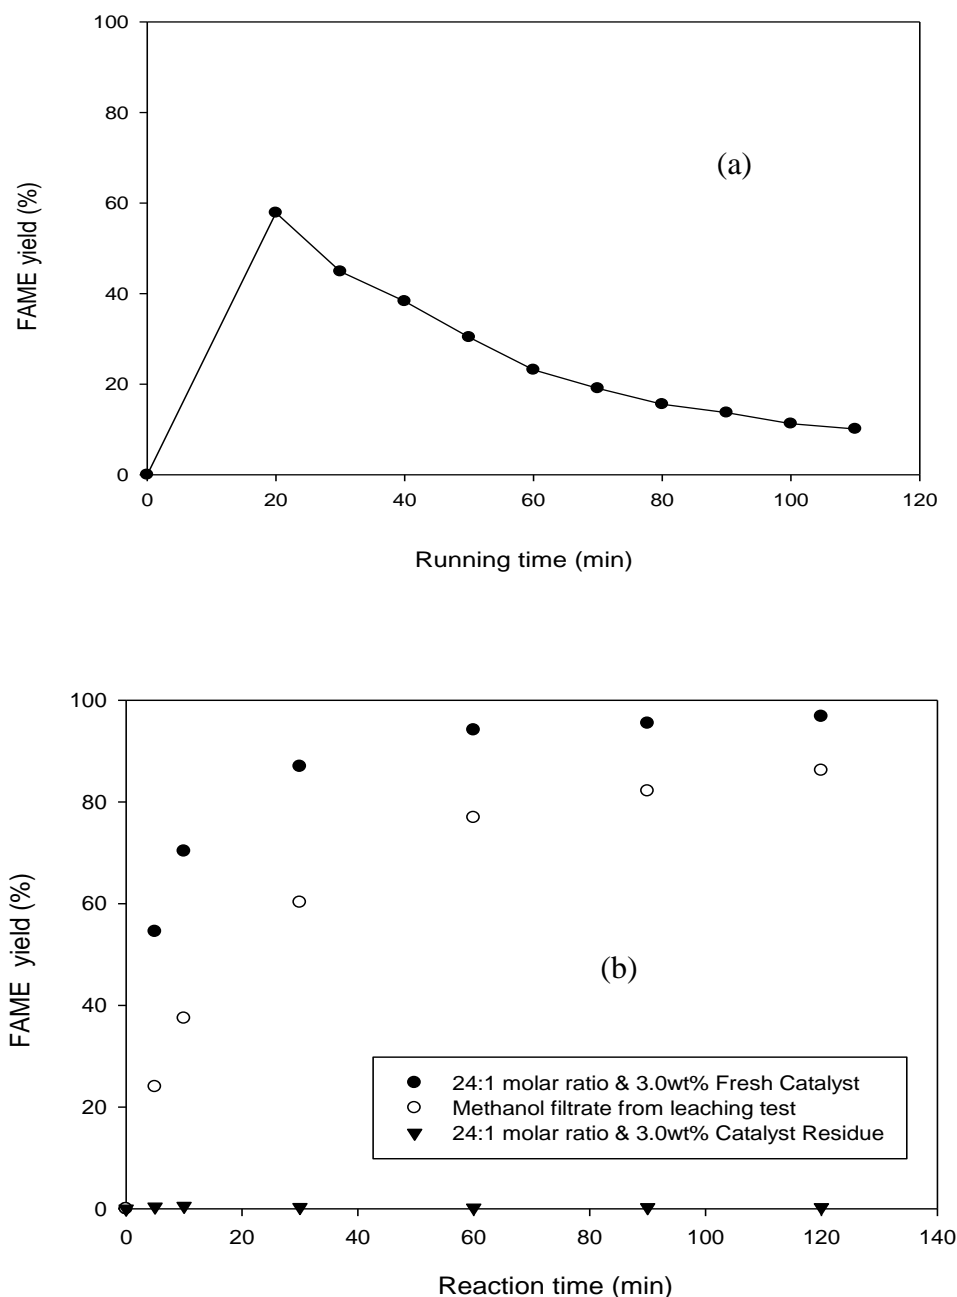 100
80
(a)
60
FAME yield (%)
40
20
0
0 20 40 60 80 100 120
Running time (min)
100
80
60
FAME  yield (%)
(b)
40
24:1 molar ratio & 3.0wt% Fresh Catalyst
Methanol filtrate from leaching test
24:1 molar ratio & 3.0wt% Catalyst Residue
20
0
0 20 40 60 80 100 120 140
Reaction time (min)